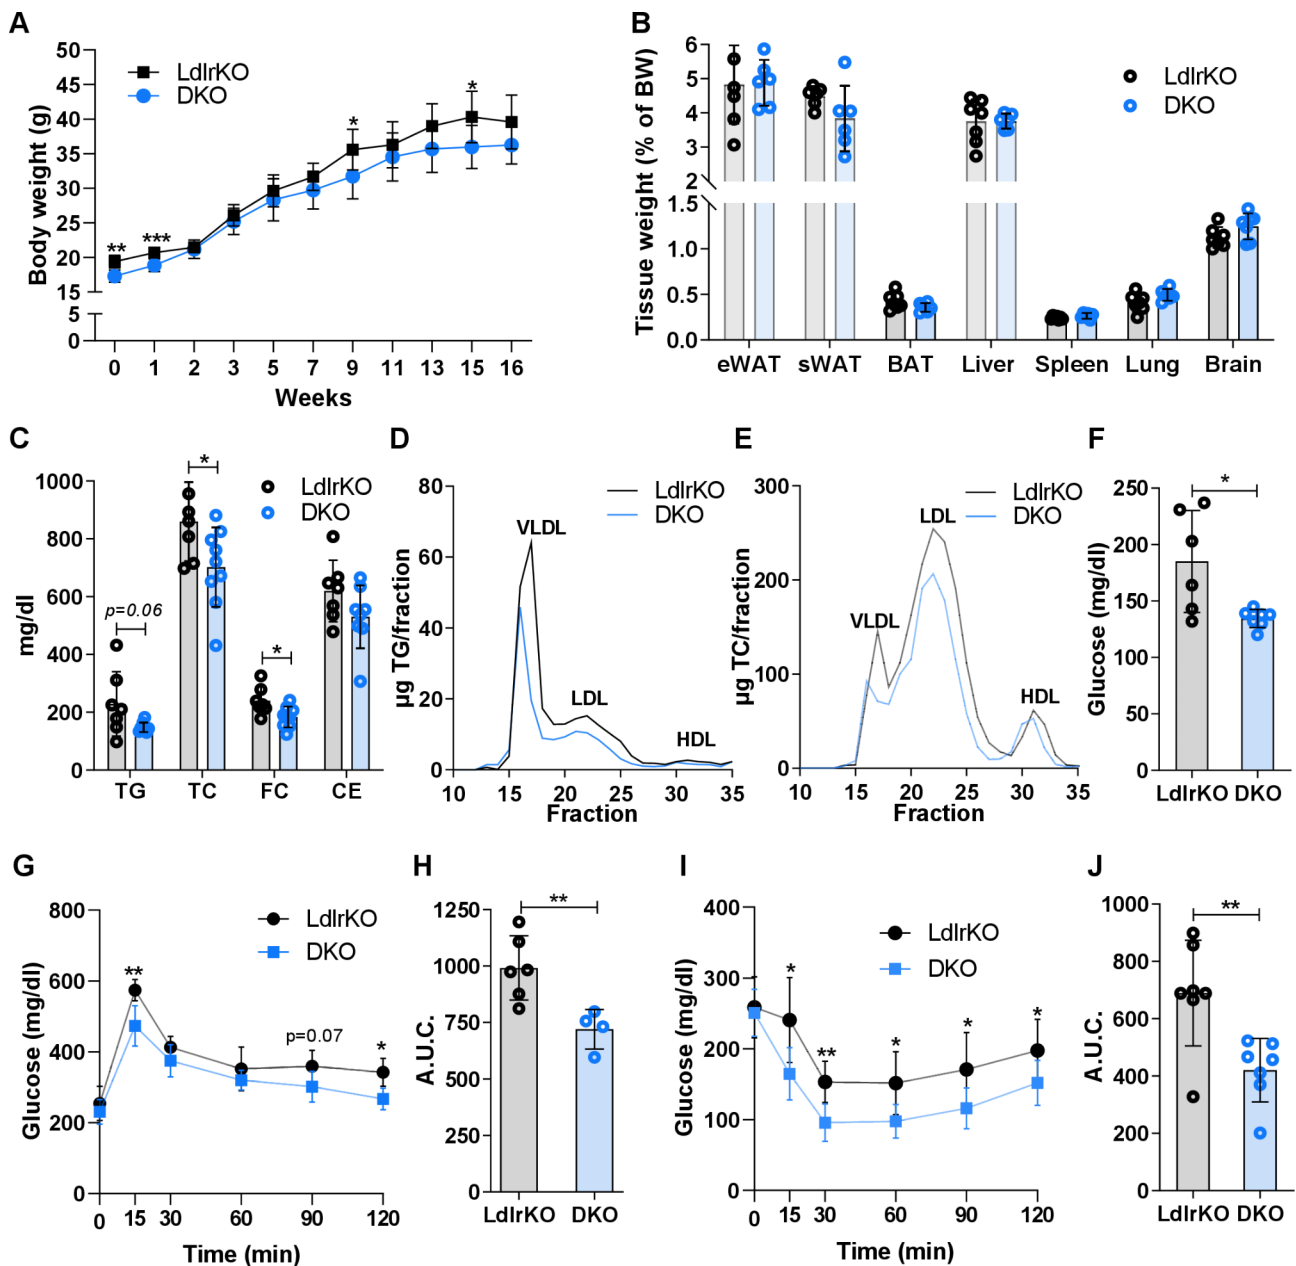 A
Body weight (g)
50
45
40
35
30
25
20
15
5
0
LdlrKO
DKO
**
***
*
*
0 1 2 3 5 7 9 11 13 15 16
Weeks
B
Tissue weight (% of BW)
6
5
4
3
2
1.5
1.0
0.5
0.0
LdlrKO
DKO
eWAT sWAT BAT Liver Spleen Lung Brain
C
mg/dl
1000
800
600
400
200
0
p=0.06
*
*
LdlrKO
DKO
TG TC FC CE
D
µg TG/fraction
80
60
40
20
0
LdlrKO
DKO
VLDL
LDL
HDL
10 15 20 25 30 35
Fraction
E
µg TC/fraction
300
200
100
0
LdlrKO
DKO
LDL
VLDL
HDL
10 15 20 25 30 35
Fraction
F
Glucose (mg/dl)
250
200
150
100
50
0
*
LdlrKO DKO
G
Glucose (mg/dl)
800
600
400
200
0
LdlrKO
DKO
**
p=0.07
*
0 15 30 60 90 120
Time (min)
H
A.U.C.
1250
1000
750
500
250
0
**
LdlrKO DKO
I
Glucose (mg/dl)
400
300
200
100
0
LdlrKO
DKO
*
**
*
*
*
0 15 30 60 90 120
Time (min)
J
A.U.C.
1000
800
600
400
200
0
**
LdlrKO DKO